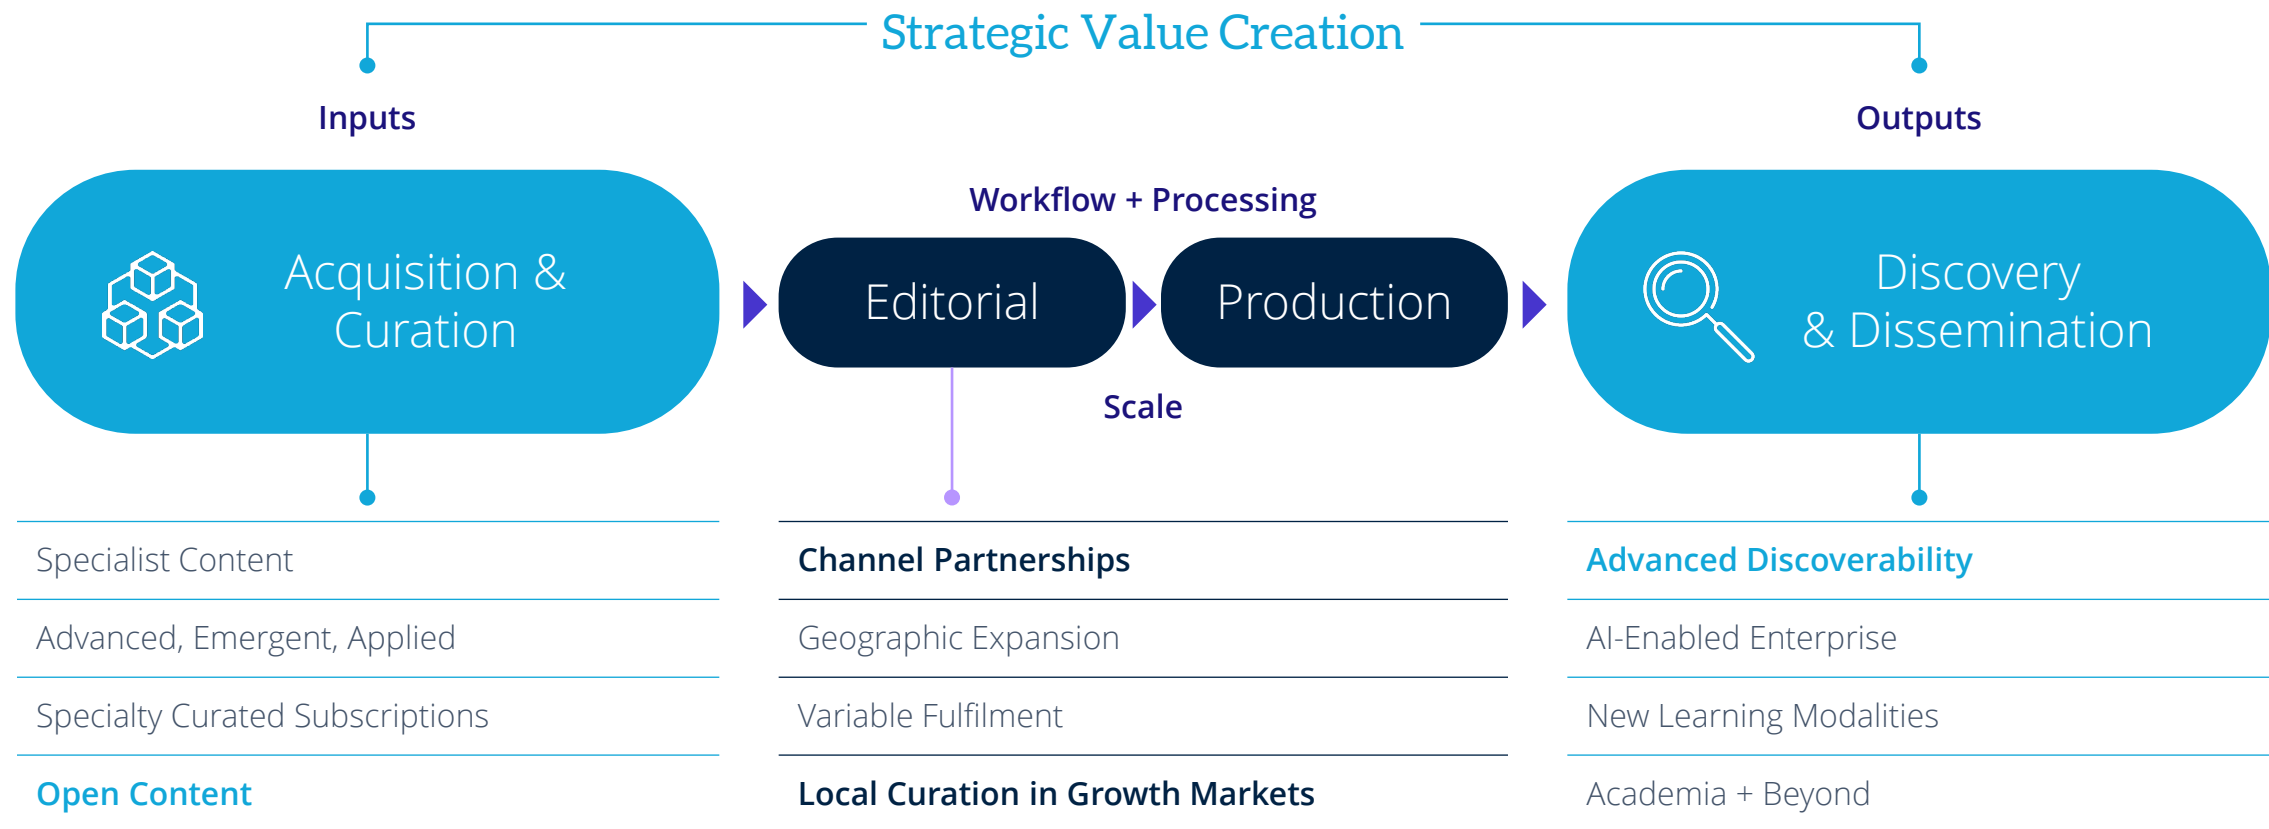 Strategic Value Creation
Inputs
Outputs
Workflow + Processing
Acquisition &
Curation
Editorial
Production
Discovery
& Dissemination
Scale
Specialist Content
Advanced, Emergent, Applied
Specialty Curated Subscriptions
Open Content
Channel Partnerships
Geographic Expansion
Variable Fulfilment
Local Curation in Growth Markets
Advanced Discoverability
AI-Enabled Enterprise
New Learning Modalities
Academia + Beyond